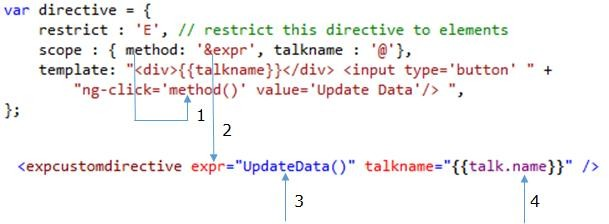 var directive = {
restrict : 'E', // restrict this directive to elements
scope : { method: '&expr', talkname : '@'},
template: "<div>{{talkname}}</div> <input type='button' " +
"ng-click='method()' value='Update Data'/> ",
};
1
2
<expcustomdirective expr="UpdateData()" talkname="{{talk.name}}" />
3
4